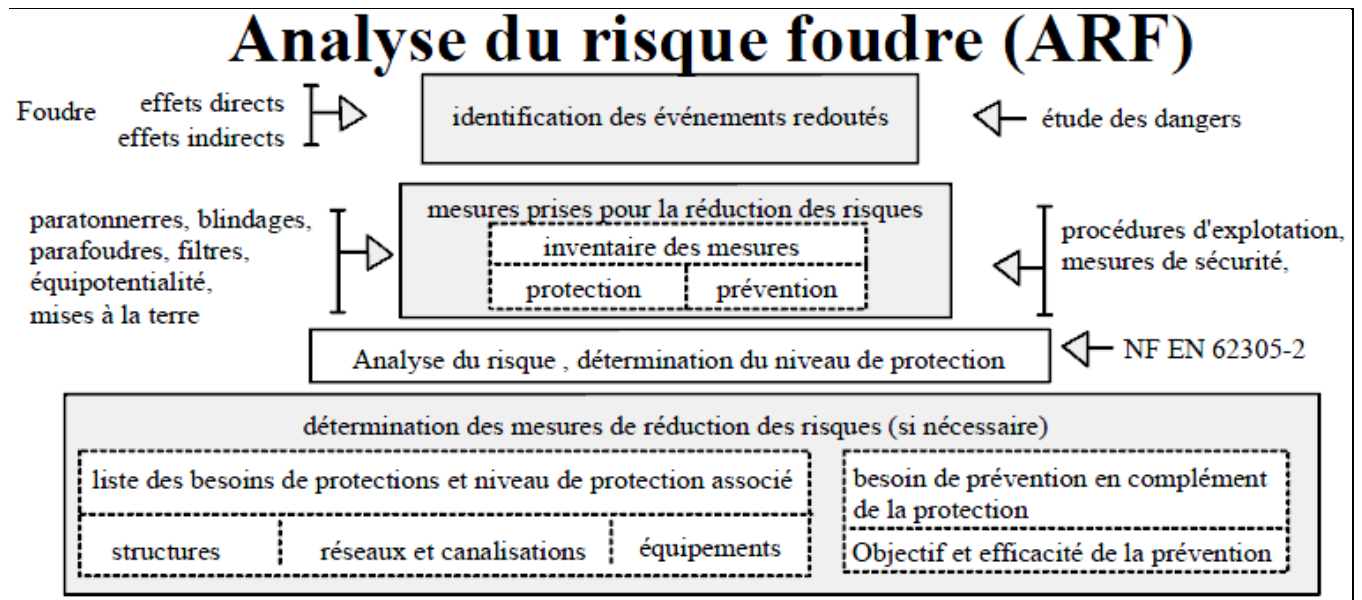 Analyse du risque foudre (ARF)
Foudre
effets directs
effets indirects
identification des événements redoutés
étude des dangers
paratonnerres, blindages,
parafoudres, filtres,
équipotentialité,
mises à la terre
mesures prises pour la réduction des risques
inventaire des mesures
protection
prévention
procédures d'explotation,
mesures de sécurité,
Analyse du risque , détermination du niveau de protection
NF EN 62305-2
détermination des mesures de réduction des risques (si nécessaire)
liste des besoins de protections et niveau de protection associé
structures
réseaux et canalisations
équipements
besoin de prévention en complément
de la protection
Objectif et efficacité de la prévention